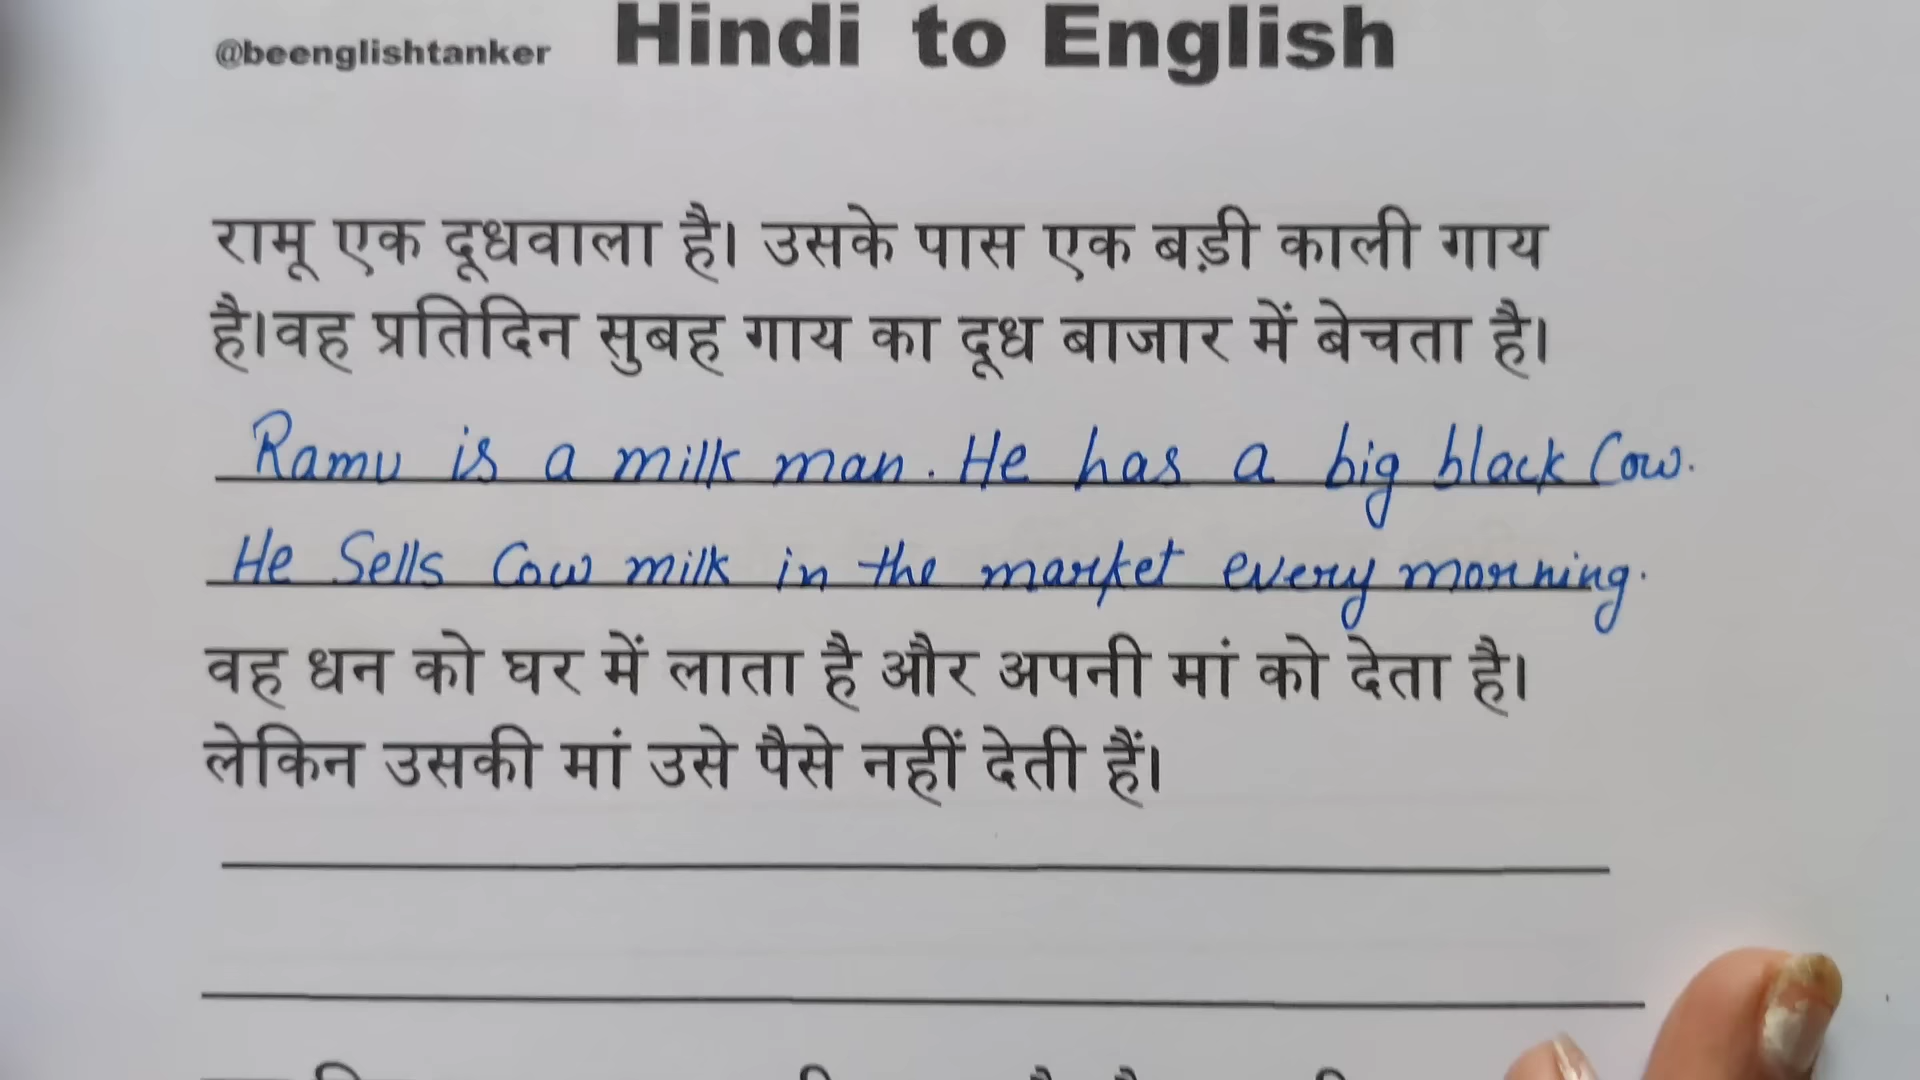 @beenglishtanker Hindi to English
रामू एक दूधवाला है। उसके पास एक बड़ी काली गाय
है।वह प्रतिदिन सुबह गाय का दूध बाजार में बेचता है।
Ramu is a milk man. He has a big black Cow.
He Sells Cow milk in the market every morning.
वह धन को घर में लाता है और अपनी मां को देता है।
लेकिन उसकी मां उसे पैसे नहीं देती हैं।